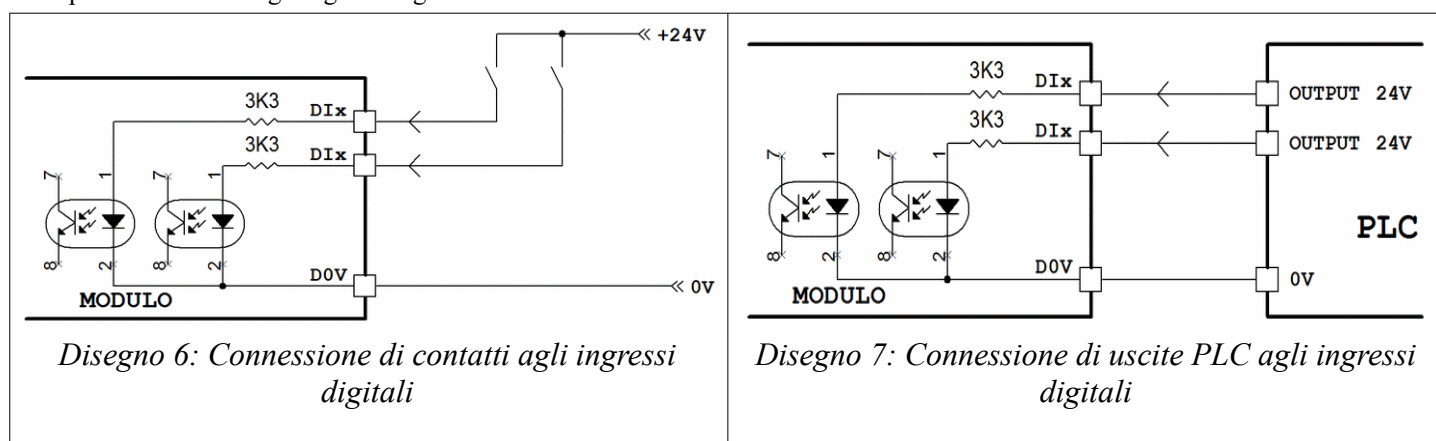 +24V
3K3
DIx
3K3
DIx
7
1
7
1
8
2
8
2
D0V
0V
MODULO
Disegno 6: Connessione di contatti agli ingressi
digitali
3K3
DIx
OUTPUT 24V
3K3
DIx
OUTPUT 24V
7
1
7
1
PLC
8
2
8
2
D0V
0V
MODULO
Disegno 7: Connessione di uscite PLC agli ingressi
digitali